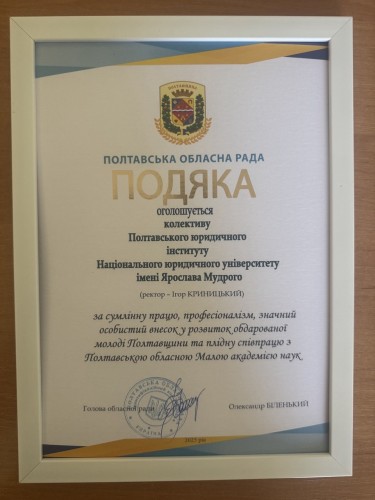 ПОЛТАВЩИНА
ПОЛТАВСЬКА ОБЛАСНА РАДА
ПОДЯКА
оголошується
колективу
Полтавського юридичного
інституту
Національного юридичного університету
імені Ярослава Мудрого
(ректор – Ігор КРИНИЦЬКИЙ)
за сумлінну працю, професіоналізм, значний
особистий внесок у розвиток обдарованої
молоді Полтавщини та плідну співпрацю з
Полтавською обласною Малою академією наук
Голова обласної ради
Олександр БІЛЕНЬКИЙ
УКРАЇНА